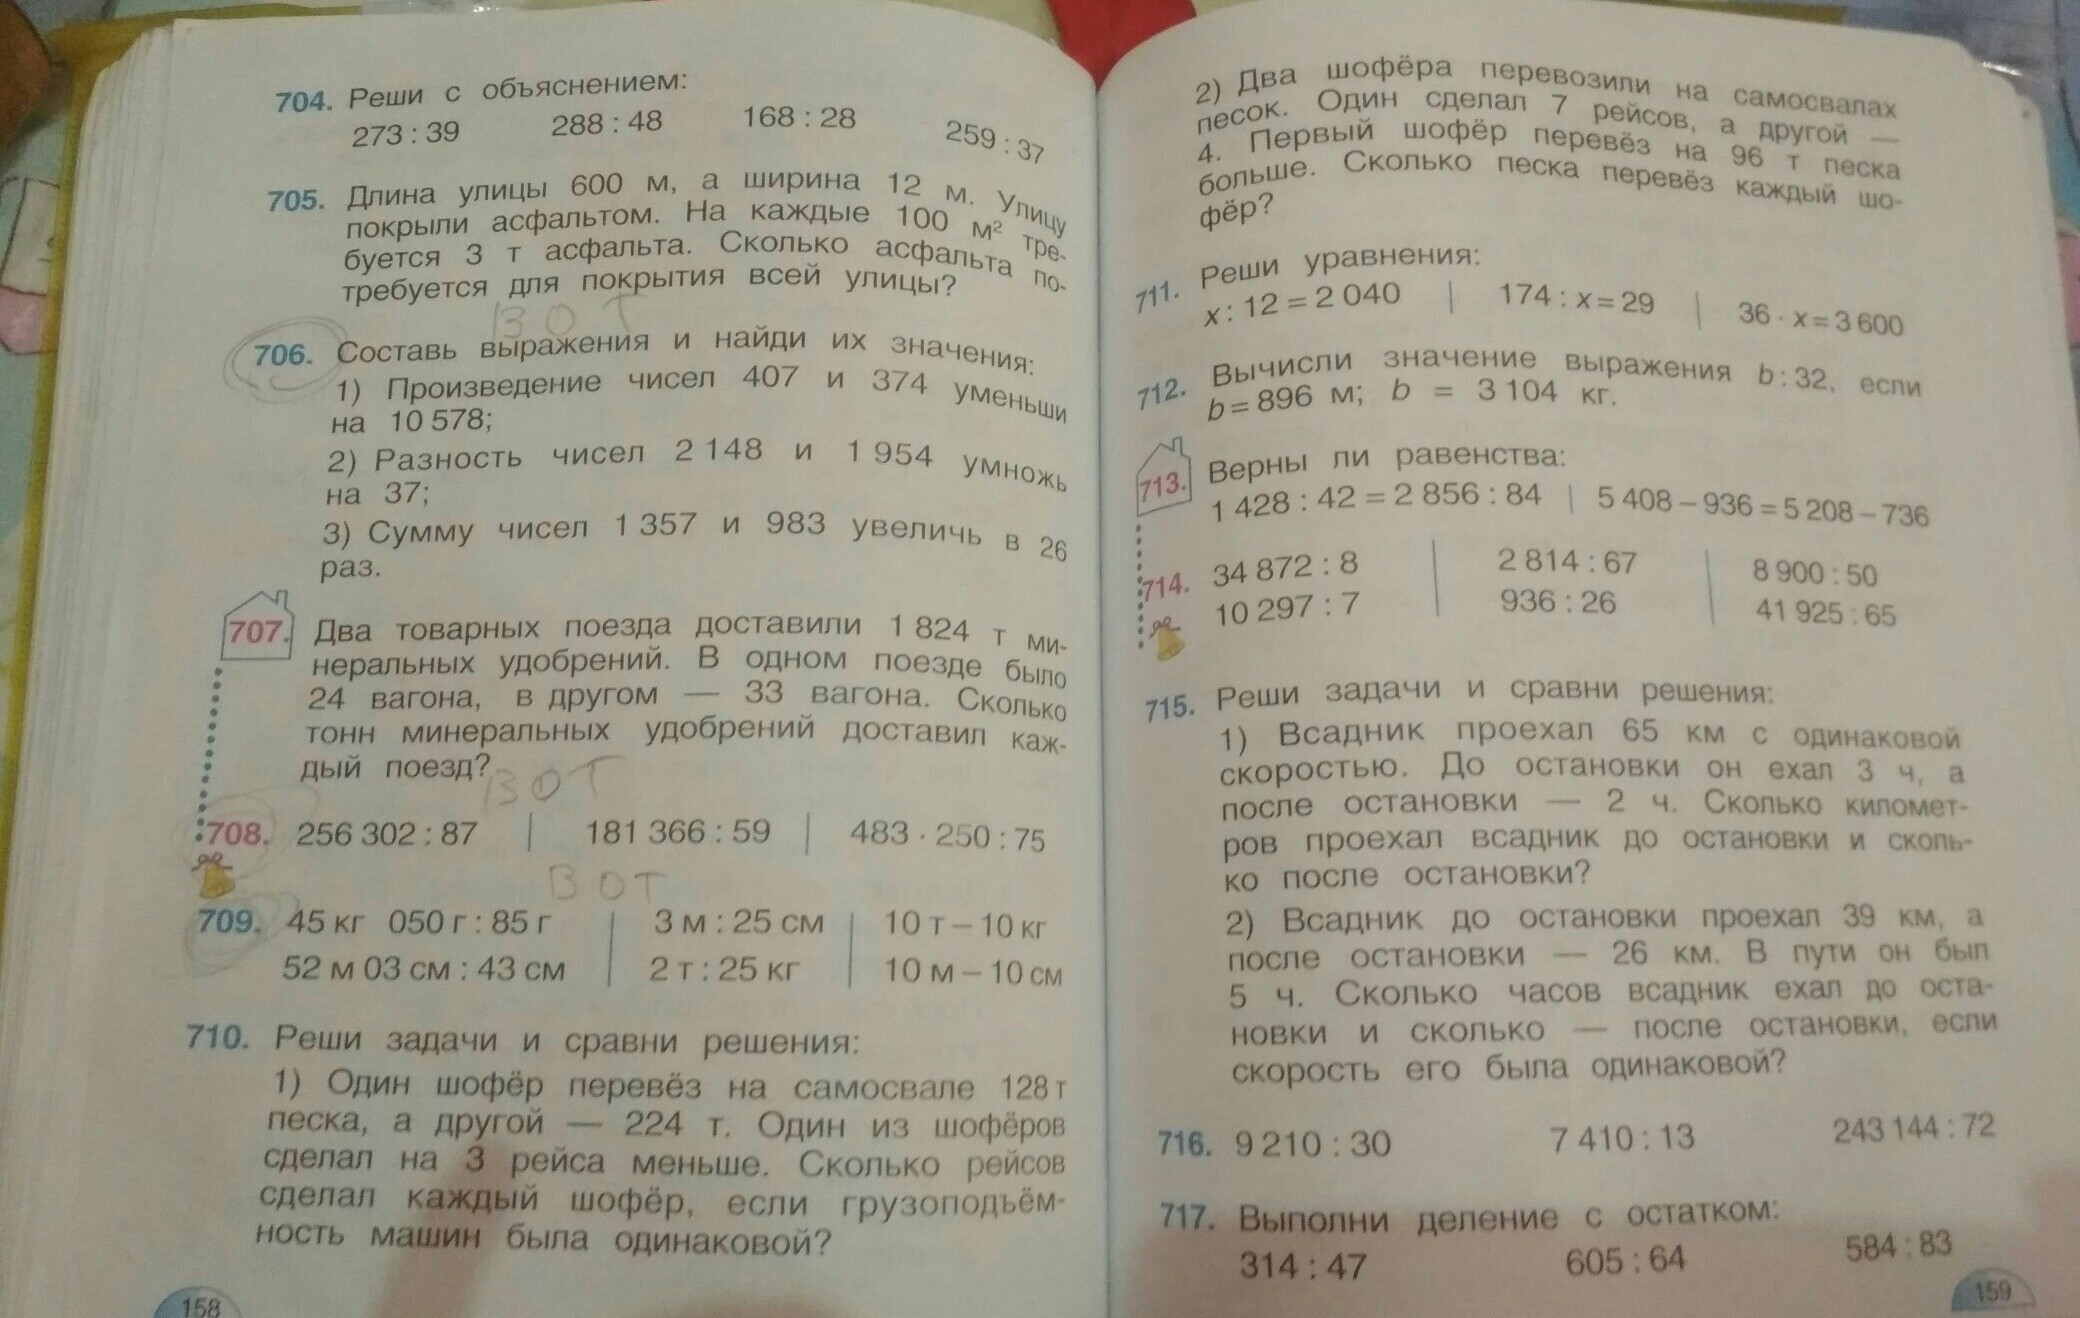 704. Реши с объяснением:
273 : 39 288 : 48 168 : 28 259 : 37
705. Длина улицы 600 м, а ширина 12 м. Улицу
покрыли асфальтом. На каждые 100 м² тре-
буется 3 т асфальта. Сколько асфальта по-
требуется для покрытия всей улицы?
ВОТ
706. Составь выражения и найди их значения:
1) Произведение чисел 407 и 374 уменьши
на 10 578;
2) Разность чисел 2 148 и 1 954 умножь
на 37;
3) Сумму чисел 1 357 и 983 увеличь в 26
раз.
707. Два товарных поезда доставили 1 824 т ми-
неральных удобрений. В одном поезде было
24 вагона, в другом — 33 вагона. Сколько
тонн минеральных удобрений доставил каж-
дый поезд?
ВОТ
708. 256 302 : 87 | 181 366 : 59 | 483 · 250 : 75
ВОТ
709. 45 кг 050 г : 85 г | 3 м : 25 см | 10 т – 10 кг
52 м 03 см : 43 см | 2 т : 25 кг | 10 м – 10 см
710. Реши задачи и сравни решения:
1) Один шофёр перевёз на самосвале 128 т
песка, а другой — 224 т. Один из шофёров
сделал на 3 рейса меньше. Сколько рейсов
сделал каждый шофёр, если грузоподъём-
ность машин была одинаковой?
158
2) Два шофёра перевозили на самосвалах
песок. Один сделал 7 рейсов, а другой —
4. Первый шофёр перевёз на 96 т песка
больше. Сколько песка перевёз каждый шо-
фёр?
711. Реши уравнения:
x : 12 = 2 040 | 174 : x = 29 | 36 · x = 3 600
712. Вычисли значение выражения b : 32, если
b = 896 м; b = 3 104 кг.
713. Верны ли равенства:
1 428 : 42 = 2 856 : 84 | 5 408 – 936 = 5 208 – 736
714. 34 872 : 8 | 2 814 : 67 | 8 900 : 50
10 297 : 7 | 936 : 26 | 41 925 : 65
715. Реши задачи и сравни решения:
1) Всадник проехал 65 км с одинаковой
скоростью. До остановки он ехал 3 ч, а
после остановки — 2 ч. Сколько километ-
ров проехал всадник до остановки и сколь-
ко после остановки?
2) Всадник до остановки проехал 39 км, а
после остановки — 26 км. В пути он был
5 ч. Сколько часов всадник ехал до оста-
новки и сколько — после остановки, если
скорость его была одинаковой?
716. 9 210 : 30 7 410 : 13 243 144 : 72
717. Выполни деление с остатком:
314 : 47 605 : 64 584 : 83
159